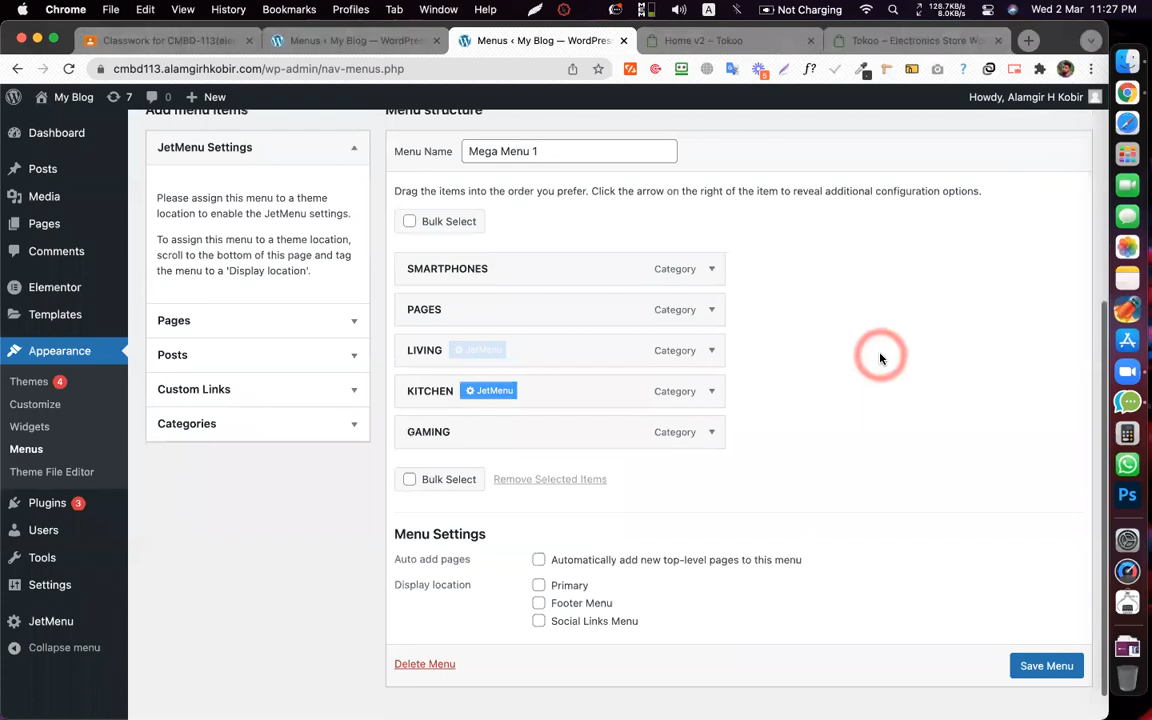 Chrome File Edit View History Bookmarks Profiles Tab Window Help A Not Charging 128.7KB/s 8.0KB/s Wed 2 Mar 11:27 PM
Classwork for CMBD-113(elem
Menus ‹ My Blog — WordPress
Menus ‹ My Blog — WordPress
Home v2 – Tokoo
Tokoo – Electronics Store Wo
cmbd113.alamgirhkobir.com/wp-admin/nav-menus.php
My Blog 7 0 New Howdy, Alamgir H Kobir
Add menu items
Menu structure
Dashboard
Posts
Media
Pages
Comments
Elementor
Templates
Appearance
Themes 4
Customize
Widgets
Menus
Theme File Editor
Plugins 3
Users
Tools
Settings
JetMenu
Collapse menu
JetMenu Settings
Please assign this menu to a theme
location to enable the JetMenu settings.
To assign this menu to a theme location,
scroll to the bottom of this page and tag
the menu to a 'Display location'.
Pages
Posts
Custom Links
Categories
Menu Name Mega Menu 1
Drag the items into the order you prefer. Click the arrow on the right of the item to reveal additional configuration options.
Bulk Select
SMARTPHONES Category
PAGES Category
LIVING JetMenu Category
KITCHEN JetMenu Category
GAMING Category
Bulk Select Remove Selected Items
Menu Settings
Auto add pages Automatically add new top-level pages to this menu
Display location Primary
Footer Menu
Social Links Menu
Delete Menu Save Menu
Ps